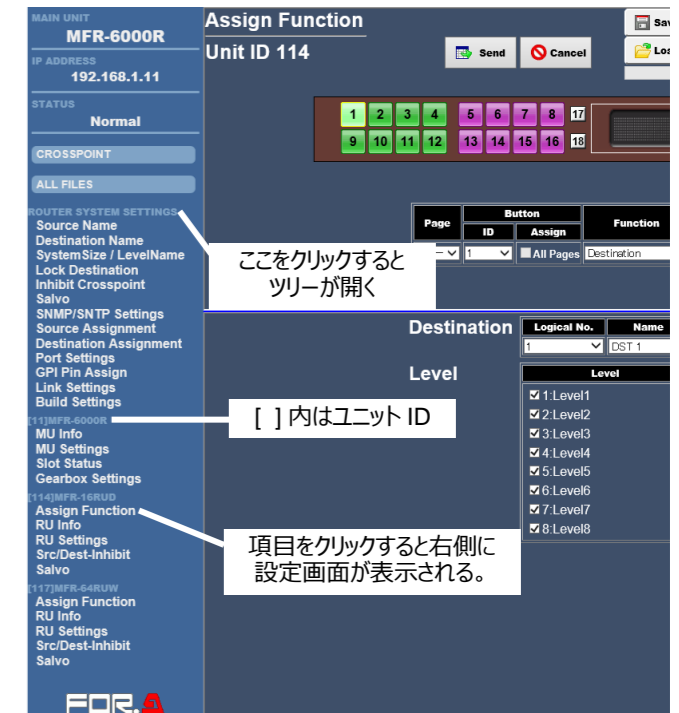 MAIN UNIT
MFR-6000R
IP ADDRESS
192.168.1.11
STATUS
Normal
CROSSPOINT
ALL FILES
ROUTER SYSTEM SETTINGS
Source Name
Destination Name
SystemSize / LevelName
Lock Destination
Inhibit Crosspoint
Salvo
SNMP/SNTP Settings
Source Assignment
Destination Assignment
Port Settings
GPI Pin Assign
Link Settings
Build Settings
[11]MFR-6000R
MU Info
MU Settings
Slot Status
Gearbox Settings
[114]MFR-16RUD
Assign Function
RU Info
RU Settings
Src/Dest-Inhibit
Salvo
[117]MFR-64RUW
Assign Function
RU Info
RU Settings
Src/Dest-Inhibit
Salvo
FOR.A
Assign Function
Unit ID 114
Send
Cancel
1 2 3 4 5 6 7 8 17
9 10 11 12 13 14 15 16 18
Page
Button
ID Assign
Function
1
All Pages
Destination
ここをクリックすると
ツリーが開く
Destination
Logical No. Name
1 DST 1
Level
Level
1:Level1
2:Level2
3:Level3
4:Level4
5:Level5
6:Level6
7:Level7
8:Level8
[ ] 内はユニット ID
項目をクリックすると右側に
設定画面が表示される。